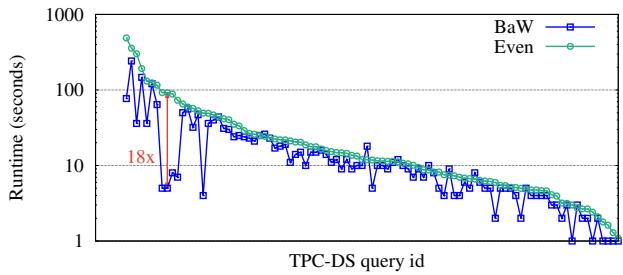 1000
100
10
1
Runtime (seconds)
BaW
Even
18x
TPC-DS query id